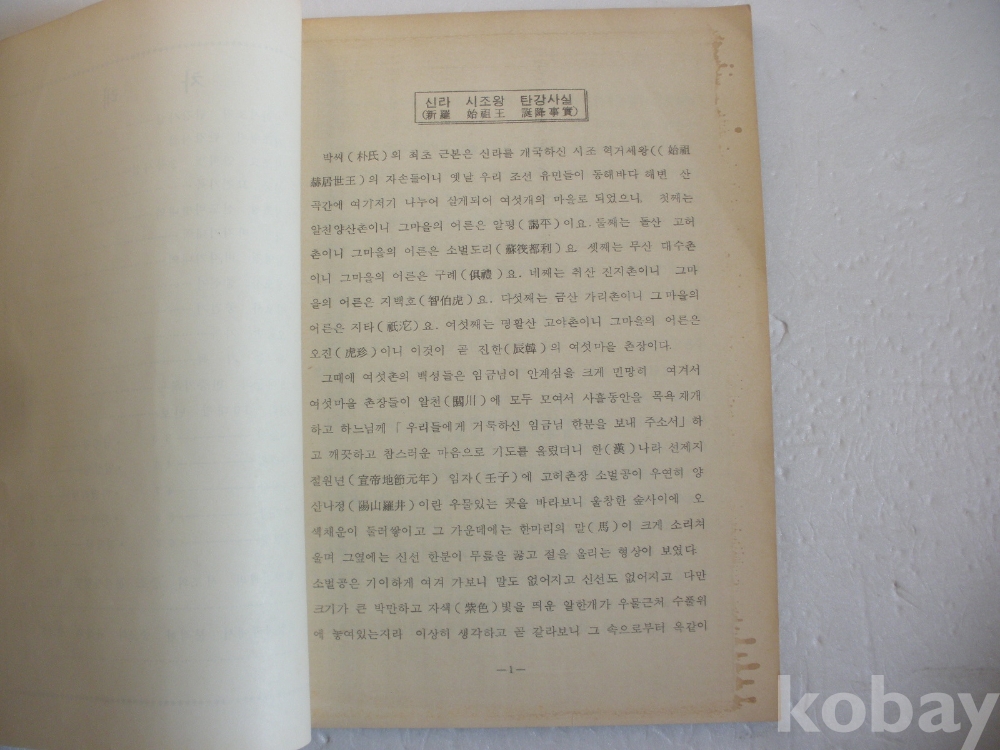 신라 시조왕 탄강사실
(新羅 始祖王 誕降事實)
박씨(朴氏)의 최초 근본은 신라를 개국하신 시조 혁거세왕((始祖
赫居世王)의 자손들이니 옛날 우리 조선 유민들이 동해바다 해변 산
곡간에 여기저기 나누어 살게되어 여섯개의 마을로 되었으니, 첫째는
알천양산촌이니 그마을의 어른은 알평(謁平)이요. 둘째는 돌산 고허
촌이니 그마을의 어른은 소벌도리(蘇伐都利)요 셋째는 무산 대수촌
이니 그마을의 어른은 구례(俱禮)요. 네째는 취산 진지촌이니 그마
을의 어른은 지백호(智伯虎)요. 다섯째는 금산 가리촌이니 그마을의
어른은 지타(祇沱)요. 여섯째는 명활산 고야촌이니 그마을의 어른은
오진(虎珍)이니 이것이 곧 진한(辰韓)의 여섯마을 촌장이다.
그때에 여섯촌의 백성들은 임금님이 안계심을 크게 민망히 여겨서
여섯마을 촌장들이 알천(閼川)에 모두 모여서 사흘동안을 목욕재개
하고 하느님께 「우리들에게 거룩하신 임금님 한분을 보내 주소서」하
고 깨끗하고 참스러운 마음으로 기도를 올렸더니 한(漢)나라 선제지
절원년(宣帝地節元年) 임자(壬子)에 고허촌장 소벌공이 우연히 양
산나정(陽山羅井)이란 우물있는 곳을 바라보니 울창한 숲사이에 오
색채운이 둘러쌓이고 그 가운데에는 한마리의 말(馬)이 크게 소리쳐
울며 그옆에는 신선 한분이 무릎을 꿇고 절을 올리는 형상이 보였다.
소벌공은 기이하게 여겨 가보니 말도 없어지고 신선도 없어지고 다만
크기가 큰 박만하고 자색(紫色)빛을 띄운 알한개가 우물근처 수풀위
에 놓여있는지라 이상히 생각하고 곧 갈라보니 그 속으로부터 옥같이
—1—
kobay